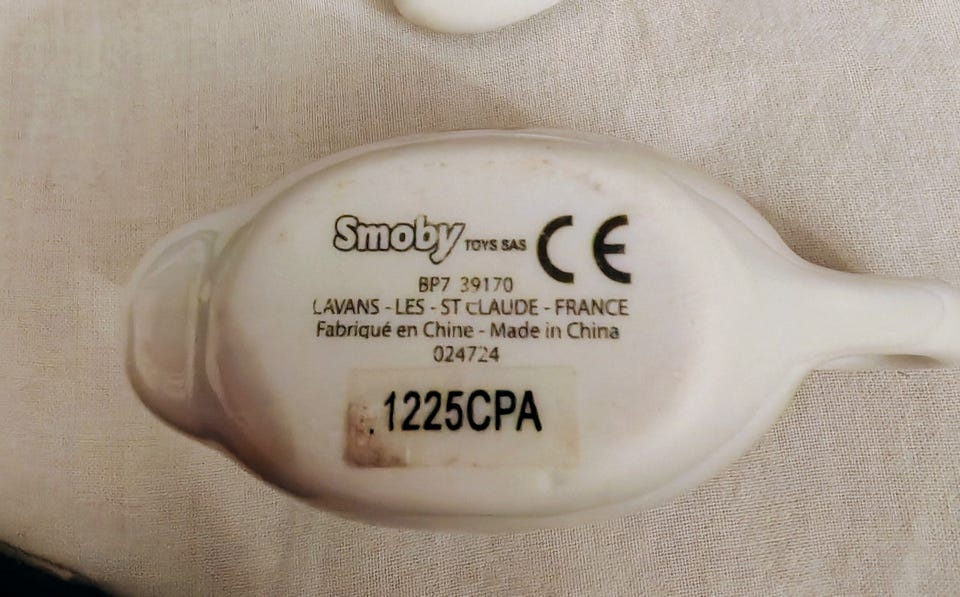 Smoby TOYS SAS CE
BP7 39170
LAVANS - LES - ST CLAUDE - FRANCE
Fabriqué en Chine - Made in China
024724
.1225CPA